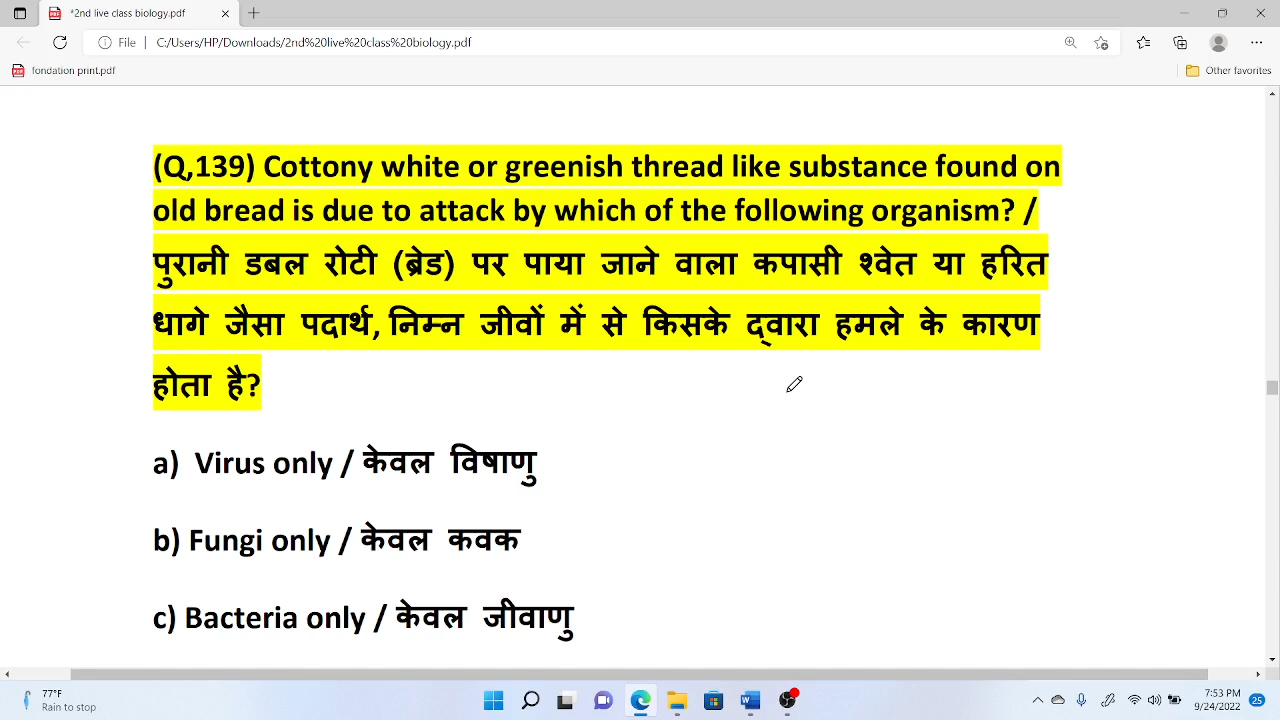 *2nd live class biology.pdf
File | C:/Users/HP/Downloads/2nd%20live%20class%20biology.pdf
fondation print.pdf
Other favorites
(Q,139) Cottony white or greenish thread like substance found on
old bread is due to attack by which of the following organism? /
पुरानी डबल रोटी (ब्रेड) पर पाया जाने वाला कपासी श्वेत या हरित
धागे जैसा पदार्थ, निम्न जीवों में से किसके द्वारा हमले के कारण
होता है?
a) Virus only / केवल विषाणु
b) Fungi only / केवल कवक
c) Bacteria only / केवल जीवाणु
77°F
Rain to stop
7:53 PM
9/24/2022
25